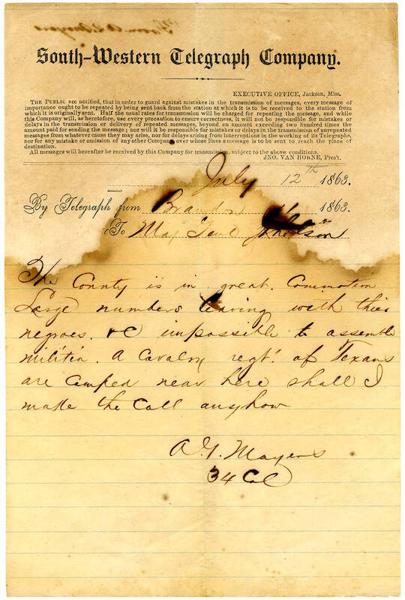 From A G Mayers
South-Western Telegraph Company.
EXECUTIVE OFFICE, Jackson, Miss.
THE PUBLIC are notified, that in order to guard against mistakes in the transmission of messages, every message of
importance ought to be repeated by being sent back from the station at which it is to be received to the station from
which it is originally sent. Half the usual rates for transmission will be charged for repeating the message, and while
this Company will, as heretofore, use every precaution to ensure correctness, it will not be responsible for mistakes or
delays in the transmission or delivery of repeated messages, beyond an amount exceeding two hundred times the
amount paid for sending the message; nor will it be responsible for mistakes or delays in the transmission of unrepeated
messages from whatever cause they may arise, nor for delays arising from interruptions in the working of its Telegraphs,
nor for any mistake or omission of any other Company over whose lines a message is to be sent to reach the place of
destination.
All messages will hereafter be received by this Company for transmission subject to the above conditions.
JNO. VAN HORNE, Pres't.
July 12th 1863.
By Telegraph from Brandon 1863.
To Maj Genl Johnson
The County is in great Commotion
Large numbers leaving with their
negroes. &c unpossible to assemble
militia. A Cavalry regt. of Texans
are camped near here shall I
make the Call anyhow
A. G. Mayers
34 Col